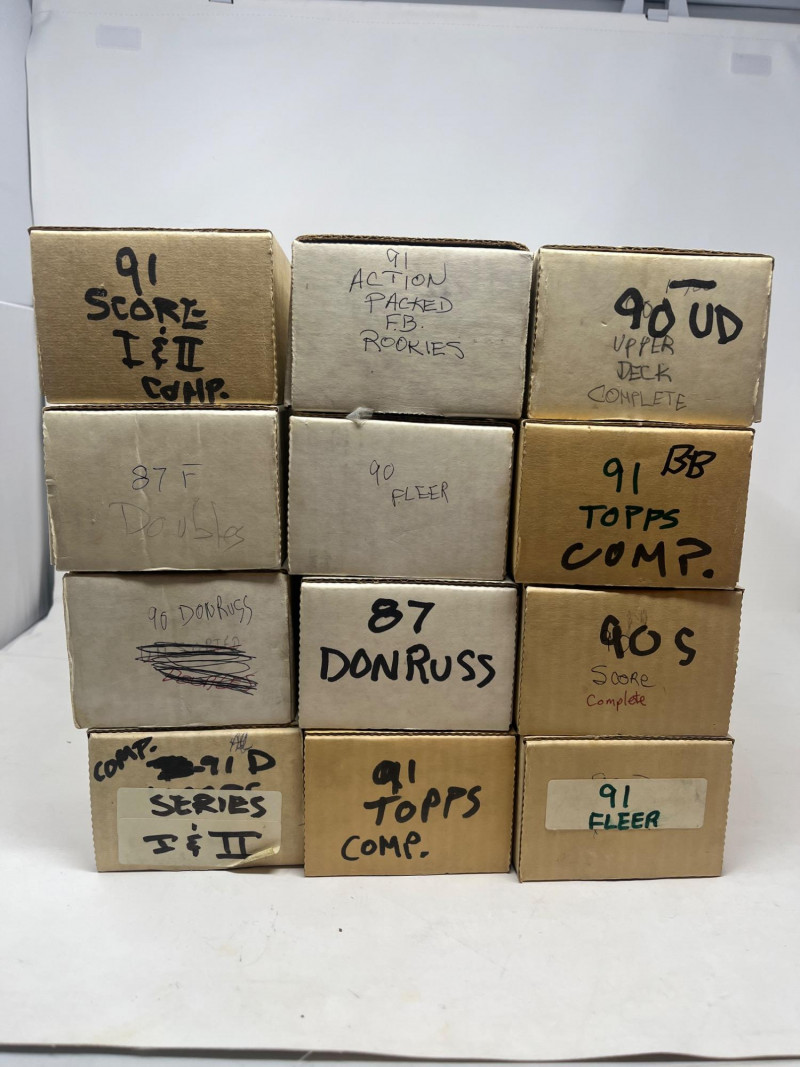 91
SCORE
I & II
COMP.
91
ACTION
PACKED
F.B.
ROOKIES
90 UD
UPPER
DECK
COMPLETE
87 F
Doubles
90
FLEER
91 BB
TOPPS
COMP.
90 DONRUSS
87
DONRUSS
90 S
SCORE
Complete
COMP. 91 D
SERIES
I & II
91
TOPPS
COMP.
91
FLEER